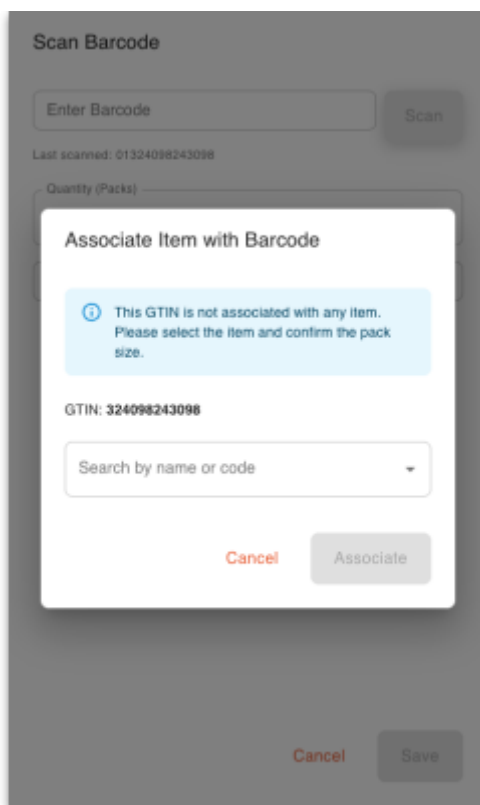 Scan Barcode
Enter Barcode
Scan
Last scanned: 01324098243098
Quantity (Packs)
Associate Item with Barcode
This GTIN is not associated with any item.
Please select the item and confirm the pack
size.
GTIN: 324098243098
Search by name or code
Cancel
Associate
Cancel
Save